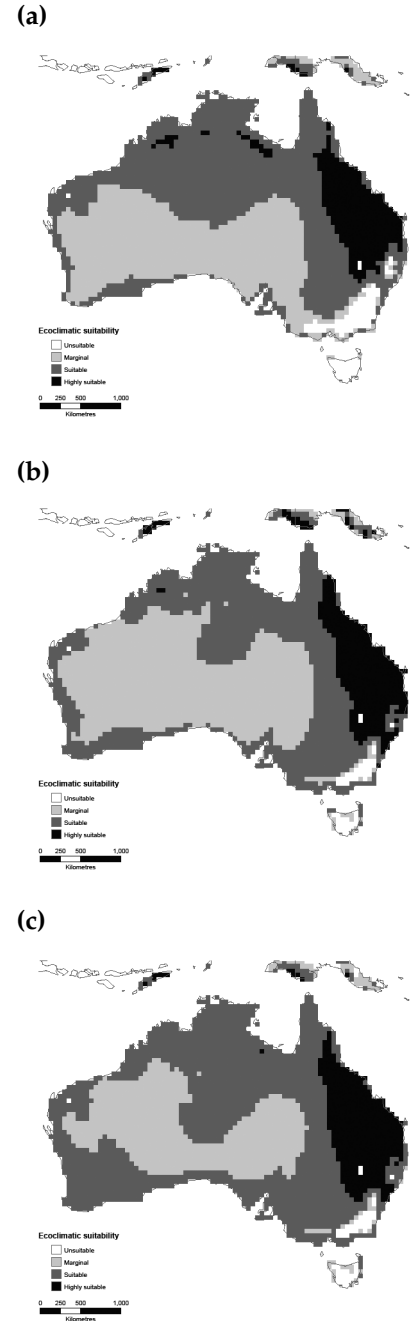 (a)
Ecoclimatic suitability
Unsuitable
Marginal
Suitable
Highly suitable
0 250 500 1,000
Kilometres
(b)
Ecoclimatic suitability
Unsuitable
Marginal
Suitable
Highly suitable
0 250 500 1,000
Kilometres
(c)
Ecoclimatic suitability
Unsuitable
Marginal
Suitable
Highly suitable
0 250 500 1,000
Kilometres